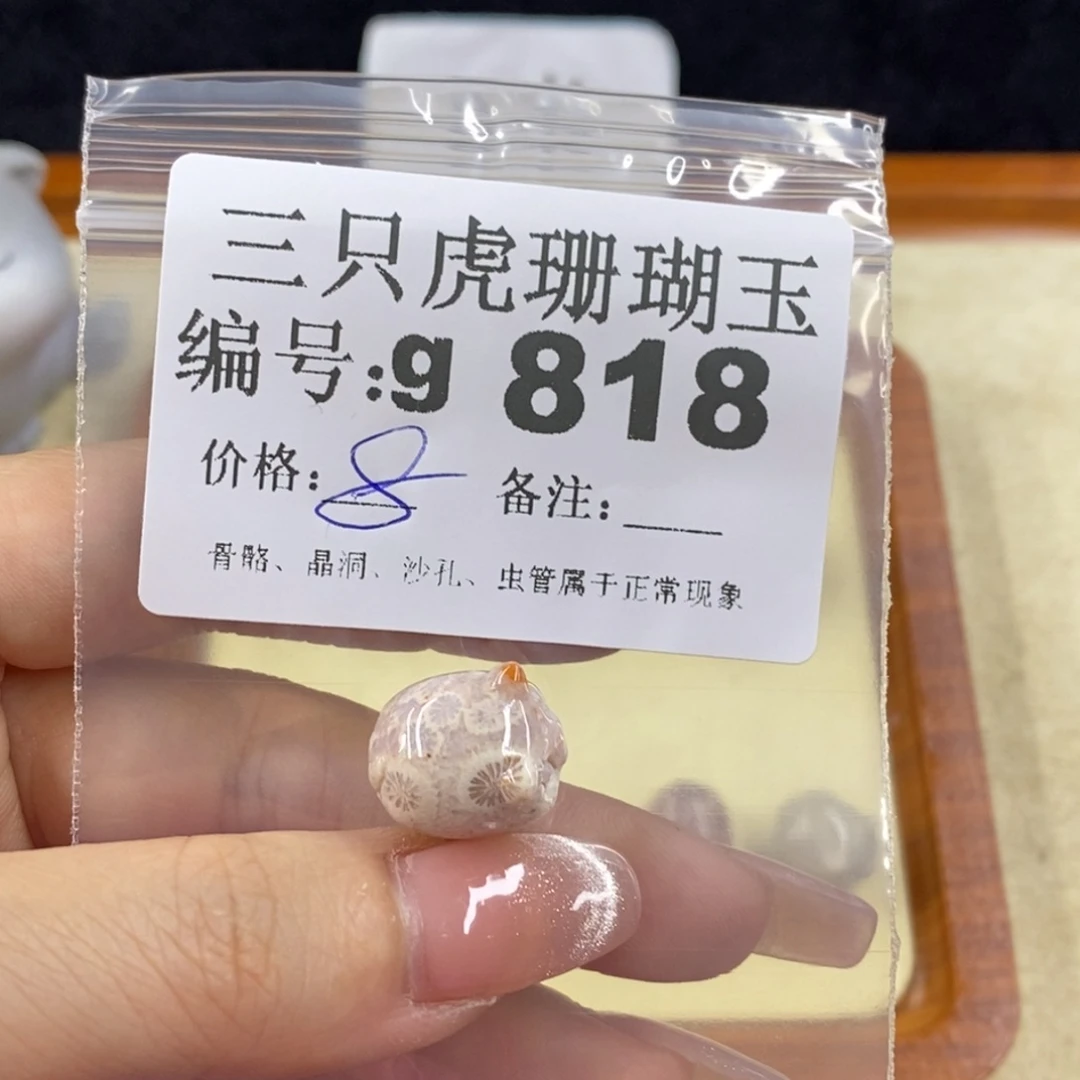 三只虎珊瑚玉
编号:g 818
价格: 8 备注:____
骨骼、晶洞、沙孔、虫管属于正常现象